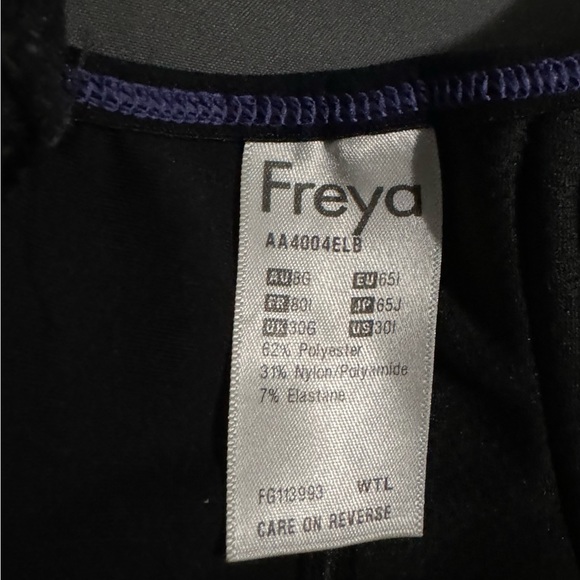 Freya
AA4004ELB
AU 8G EU 65I
FR 80I JP 65J
UK 30G US 30I
62% Polyester
31% Nylon/Polyamide
7% Elastane
FG113993 WTL
CARE ON REVERSE